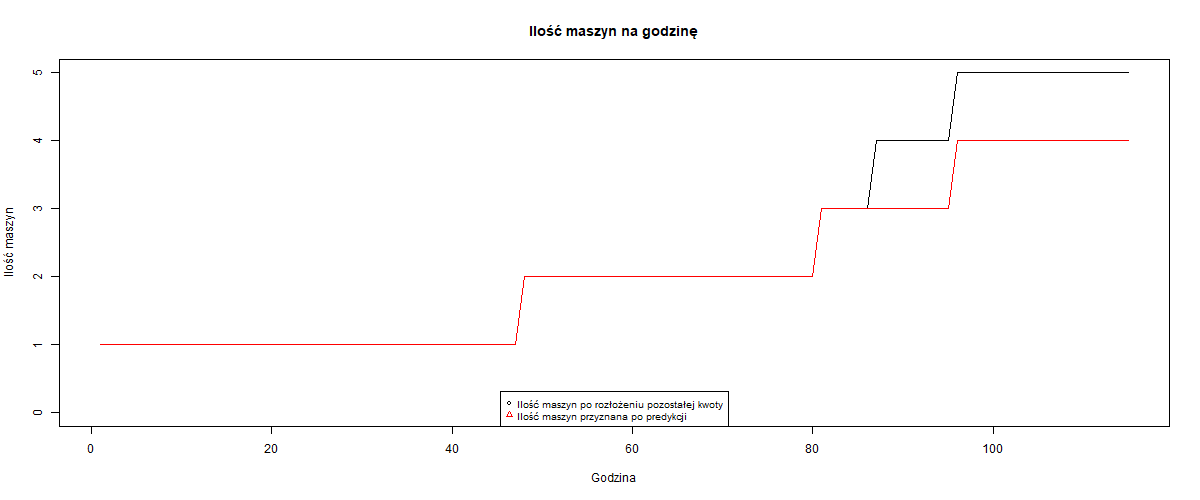 Ilość maszyn na godzinę
5
4
3
2
1
0
Ilość maszyn
Ilość maszyn po rozłożeniu pozostałej kwoty
Ilość maszyn przyznana po predykcji
0 20 40 60 80 100
Godzina